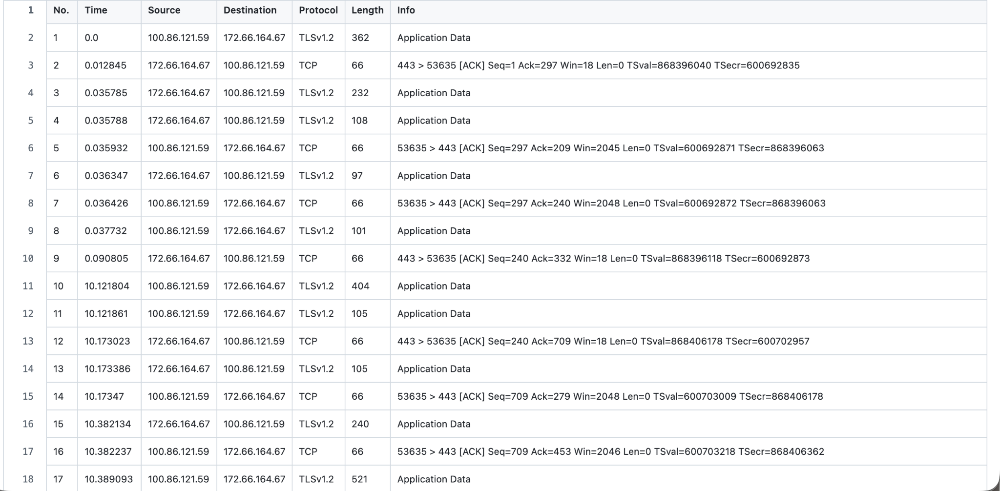 1 No. Time Source Destination Protocol Length Info
2 1 0.0 100.86.121.59 172.66.164.67 TLSv1.2 362 Application Data
3 2 0.012845 172.66.164.67 100.86.121.59 TCP 66 443 > 53635 [ACK] Seq=1 Ack=297 Win=18 Len=0 TSval=868396040 TSecr=600692835
4 3 0.035785 172.66.164.67 100.86.121.59 TLSv1.2 232 Application Data
5 4 0.035788 172.66.164.67 100.86.121.59 TLSv1.2 108 Application Data
6 5 0.035932 100.86.121.59 172.66.164.67 TCP 66 53635 > 443 [ACK] Seq=297 Ack=209 Win=2045 Len=0 TSval=600692871 TSecr=868396063
7 6 0.036347 172.66.164.67 100.86.121.59 TLSv1.2 97 Application Data
8 7 0.036426 100.86.121.59 172.66.164.67 TCP 66 53635 > 443 [ACK] Seq=297 Ack=240 Win=2048 Len=0 TSval=600692872 TSecr=868396063
9 8 0.037732 100.86.121.59 172.66.164.67 TLSv1.2 101 Application Data
10 9 0.090805 172.66.164.67 100.86.121.59 TCP 66 443 > 53635 [ACK] Seq=240 Ack=332 Win=18 Len=0 TSval=868396118 TSecr=600692873
11 10 10.121804 100.86.121.59 172.66.164.67 TLSv1.2 404 Application Data
12 11 10.121861 100.86.121.59 172.66.164.67 TLSv1.2 105 Application Data
13 12 10.173023 172.66.164.67 100.86.121.59 TCP 66 443 > 53635 [ACK] Seq=240 Ack=709 Win=18 Len=0 TSval=868406178 TSecr=600702957
14 13 10.173386 172.66.164.67 100.86.121.59 TLSv1.2 105 Application Data
15 14 10.17347 100.86.121.59 172.66.164.67 TCP 66 53635 > 443 [ACK] Seq=709 Ack=279 Win=2048 Len=0 TSval=600703009 TSecr=868406178
16 15 10.382134 172.66.164.67 100.86.121.59 TLSv1.2 240 Application Data
17 16 10.382237 100.86.121.59 172.66.164.67 TCP 66 53635 > 443 [ACK] Seq=709 Ack=453 Win=2046 Len=0 TSval=600703218 TSecr=868406362
18 17 10.389093 100.86.121.59 172.66.164.67 TLSv1.2 521 Application Data